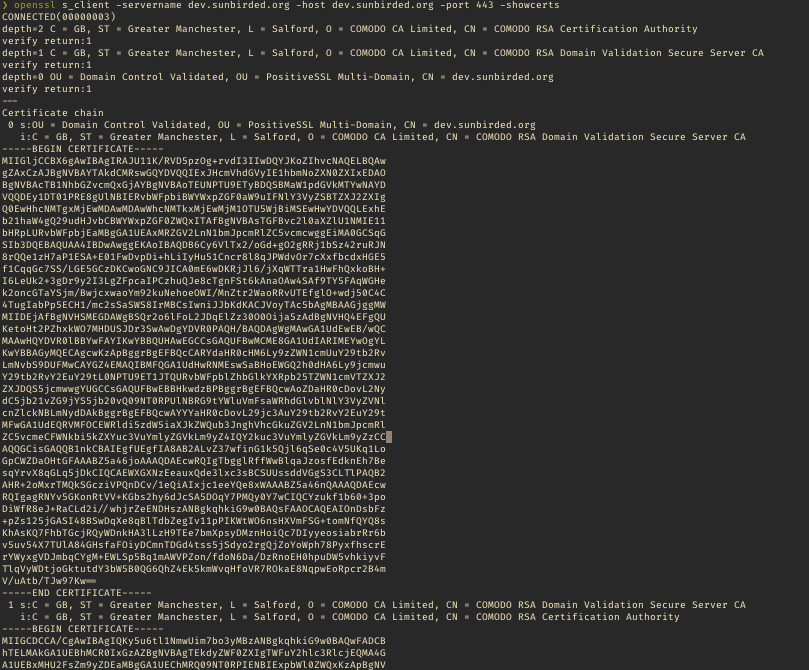 ❯ openssl s_client -servername dev.sunbirded.org -host dev.sunbirded.org -port 443 -showcerts
CONNECTED(00000003)
depth=2 C = GB, ST = Greater Manchester, L = Salford, O = COMODO CA Limited, CN = COMODO RSA Certification Authority
verify return:1
depth=1 C = GB, ST = Greater Manchester, L = Salford, O = COMODO CA Limited, CN = COMODO RSA Domain Validation Secure Server CA
verify return:1
depth=0 OU = Domain Control Validated, OU = PositiveSSL Multi-Domain, CN = dev.sunbirded.org
verify return:1
---
Certificate chain
0 s:OU = Domain Control Validated, OU = PositiveSSL Multi-Domain, CN = dev.sunbirded.org
i:C = GB, ST = Greater Manchester, L = Salford, O = COMODO CA Limited, CN = COMODO RSA Domain Validation Secure Server CA
-----BEGIN CERTIFICATE-----
MIIGljCCBX6gAwIBAgIRAJU11K/RVD5pzOg+rvdI3IIwDQYJKoZIhvcNAQELBQAw
gZAxCzAJBgNVBAYTAkdCMRswGQYDVQQIExJHcmVhdGVyIE1hbmNoZXN0ZXIxEDAO
BgNVBAcTB1NhbGZvcmQxGjAYBgNVBAoTEUNPTU9ETyBDQSBMaW1pdGVkMTYwNAYD
VQQDEy1DT01PRE8gUlNBIERvbWFpbiBWYWxpZGF0aW9uIFNlY3VyZSBTZXJ2ZXIg
Q0EwHhcNMTgxMjEwMDAwMDAwWhcNMTkxMjEwMjM1OTU5WjBiMSEwHwYDVQQLExhE
b21haW4gQ29udHJvbCBWYWxpZGF0ZWQxITAfBgNVBAsTGFBvc2l0aXZlU1NMIE11
bHRpLURvbWFpbjEaMBgGA1UEAxMRZGV2LnN1bmJpcmRlZC5vcmcwggEiMA0GCSqG
SIb3DQEBAQUAA4IBDwAwggEKAoIBAQDB6Cy6VlTx2/oGd+gO2gRRj1bSz42ruRJN
8rQQe1zH7aP1ESA+E01FwDvpDi+hLiIyHu51Cncr8l8qJPWdvOr7cXxfbcdxHGE5
f1CqqGc7SS/LGE5GCzDKCwoGNC9JICA0mE6wDKRjJl6/jXqWTTra1HwFhQxkoBH+
I6LeUk2+3gDr9y2I3LgZFpcaIPCzhuQJe8cTgnFSt6kAnaOAw4SAf9TY5FAqWGHe
k2oncGTaYSjm/BwjcxwaoYm92kuNehoeOWI/MnZtr2WaoRRvUTEfglO+wdj50C4C
4TugIabPp5ECH1/mc2sSaSWS8IrMBCsIwniJJbKdKACJVoyTAc5bAgMBAAGjggMW
MIIDEjAfBgNVHSMEGDAWgBSQr2o6lFoL2JDqElZz30O0Oija5zAdBgNVHQ4EFgQU
KetoHt2PZhxkWO7MHDUSJDr3SwAwDgYDVR0PAQH/BAQDAgWgMAwGA1UdEwEB/wQC
MAAwHQYDVR0lBBYwFAYIKwYBBQUHAwEGCCsGAQUFBwMCME8GA1UdIARIMEYwOgYL
KwYBBAGyMQECAgcwKzApBggrBgEFBQcCARYdaHR0cHM6Ly9zZWN1cmUuY29tb2Rv
LmNvbS9DUFMwCAYGZ4EMAQIBMFQGA1UdHwRNMEswSaBHoEWGQ2h0dHA6Ly9jcmwu
Y29tb2RvY2EuY29tL0NPTU9ET1JTQURvbWFpblZhbGlkYXRpb25TZWN1cmVTZXJ2
ZXJDQS5jcmwwgYUGCCsGAQUFBwEBBHkwdzBPBggrBgEFBQcwAoZDaHR0cDovL2Ny
dC5jb21vZG9jYS5jb20vQ09NT0RPUlNBRG9tYWluVmFsaWRhdGlvblNlY3VyZVNl
cnZlckNBLmNydDAkBggrBgEFBQcwAYYYaHR0cDovL29jc3AuY29tb2RvY2EuY29t
MFwGA1UdEQRVMFOCEWRldi5zdW5iaXJkZWQub3JnghVhcGkuZGV2LnN1bmJpcmRl
ZC5vcmeCFWNkbi5kZXYuc3VuYmlyZGVkLm9yZ4IQY2kuc3VuYmlyZGVkLm9yZzCC
AQQGCisGAQQB1nkCBAIEgfUEgfIA8AB2ALvZ37wfinG1k5Qjl6qSe0c4V5UKq1Lo
GpCWZDaOHtGFAAABZ5a46joAAAQDAEcwRQIgTbgglRffWwBlqaJzosfEdknEh7Be
sqYrvX8qGLq5jDkCIQCAEWXGXNzEeauxQde3lxc3sBCSUUssddVGgS3CLTlPAQB2
AHR+2oMxrTMQkSGcziVPQnDCv/1eQiAIxjc1eeYQe8xWAAABZ5a46nQAAAQDAEcw
RQIgagRNYv5GKonRtVV+KGbs2hy6dJcSA5DOqY7PMQy0Y7wCIQCYzukf1b60+3po
DiWfR8eJ+RaCLd2i//whjrZeENDHszANBgkqhkiG9w0BAQsFAAOCAQEAIOnDsbFz
+pZs125jGASI48BSwDqXe8qBlTdbZegIv11pPIKWtWO6nsHXVmFSG+tomNfQYQ8s
KhAsKQ7FhbTGcjRQyWDnkHA3lLzH9TEe7bmXpsyDMznHoiQc7DIyyeosiabrRr6b
v5uv54X7TUlA84GHsfaFOiyDCmnTDGd4tss5jSdyo2rgQjZoYoWph78PyxfhscrE
rYWyxgVDJmbqCYgM+EWLSp5Bq1mAWVPZon/fdoN6Da/DzRnoEH0hpuDW5vhkiyvF
TlqVyWDtjoGktutdY3bW5B0QG6QhZ4Ek5kmWvqHfoVR7ROkaE8NqpwEoRpcr2B4m
V/uAtb/TJw97Kw==
-----END CERTIFICATE-----
1 s:C = GB, ST = Greater Manchester, L = Salford, O = COMODO CA Limited, CN = COMODO RSA Domain Validation Secure Server CA
i:C = GB, ST = Greater Manchester, L = Salford, O = COMODO CA Limited, CN = COMODO RSA Certification Authority
-----BEGIN CERTIFICATE-----
MIIGCDCCA/CgAwIBAgIQKy5u6tl1NmwUim7bo3yMBzANBgkqhkiG9w0BAQwFADCB
hTELMAkGA1UEBhMCR0IxGzAZBgNVBAgTEkdyZWF0ZXIgTWFuY2hlc3RlcjEQMA4G
A1UEBxMHU2FsZm9yZDEaMBgGA1UEChMRQ09NT0RPIENBIExpbWl0ZWQxKzApBgNV